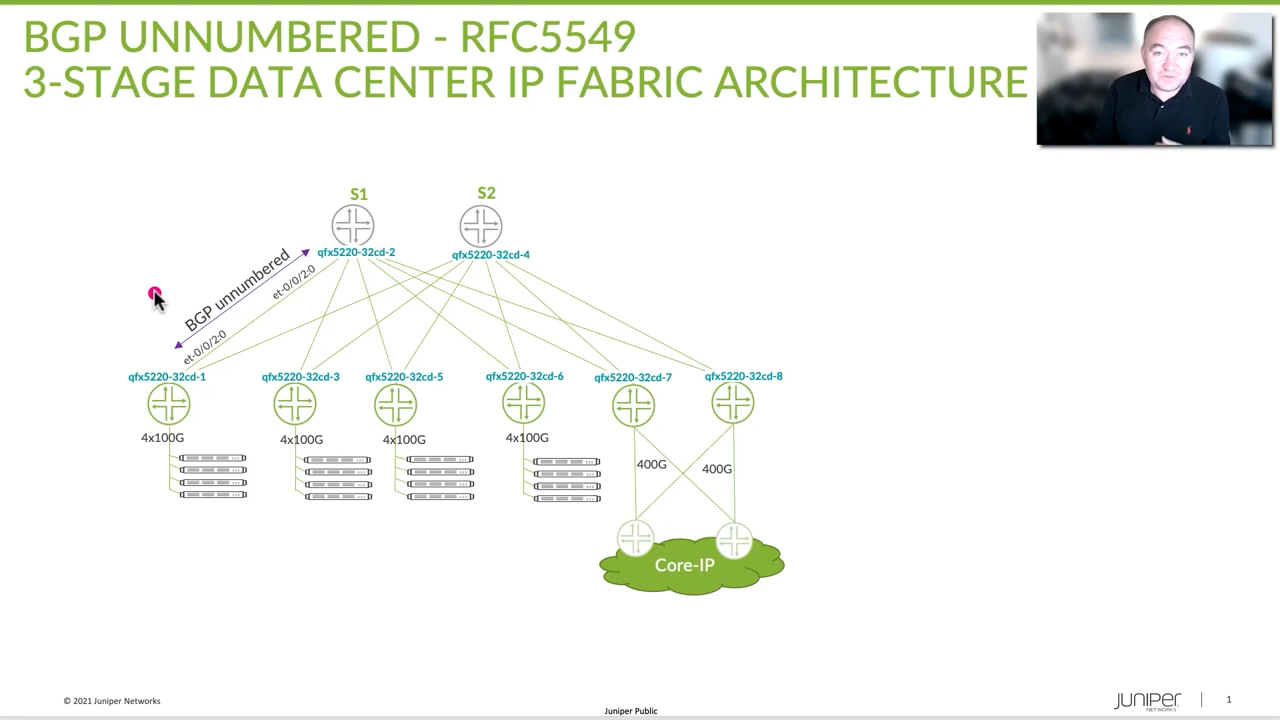 BGP UNNUMBERED - RFC5549
3-STAGE DATA CENTER IP FABRIC ARCHITECTURE
S1
S2
qfx5220-32cd-2
qfx5220-32cd-4
BGP unnumbered
et-0/0/2:0
et-0/0/2:0
qfx5220-32cd-1
qfx5220-32cd-3
qfx5220-32cd-5
qfx5220-32cd-6
qfx5220-32cd-7
qfx5220-32cd-8
4x100G
4x100G
4x100G
4x100G
400G
400G
Core-IP
© 2021 Juniper Networks
Juniper Public
JUNIPER
NETWORKS
1